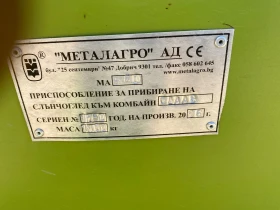 "МЕТАЛАГРО" АД CE
бул. "25 септември" №47 Добрич 9301 тел. /факс 058 602 645
www.metalagro.bg
МА
ПРИСПОСОБЛЕНИЕ ЗА ПРИБИРАНЕ НА
СЛЪНЧОГЛЕД КЪМ КОМБАЙН
СЕРИЕН № ГОД. НА ПРОИЗВ. 20 G.
МАСА кг